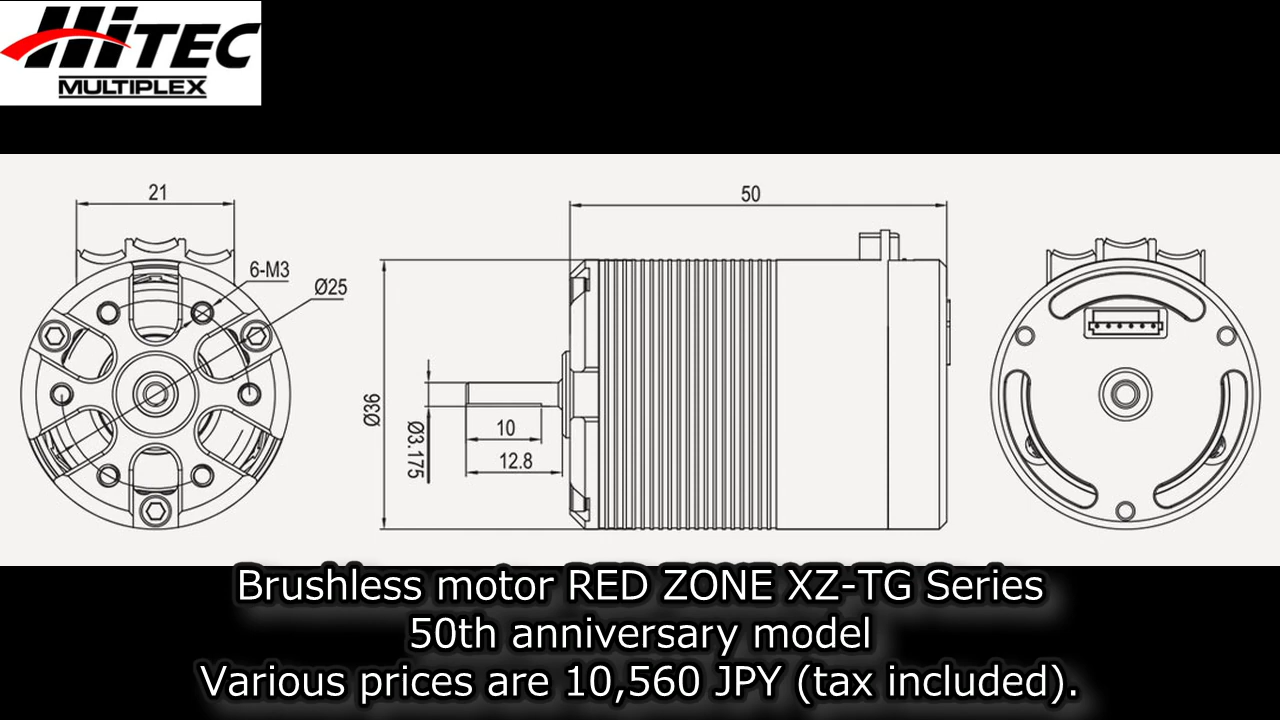 HiTEC
MULTIPLEX
21
50
6-M3
Ø25
Ø36
Ø3.175
10
12.8
Brushless motor RED ZONE XZ-TG Series
50th anniversary model
Various prices are 10,560 JPY (tax included).